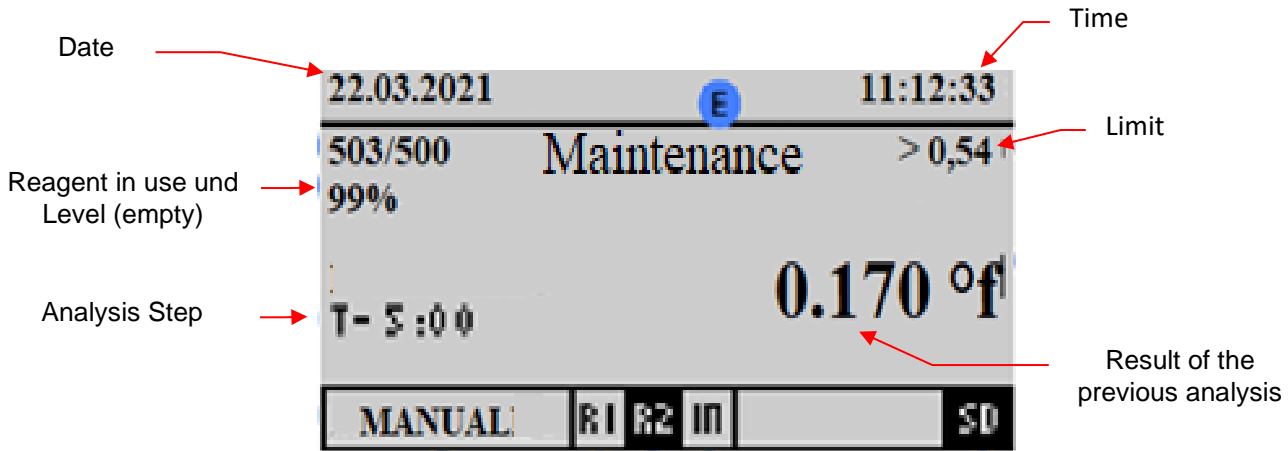 Time
Date
22.03.2021 E 11:12:33
Limit
503/500 Maintenance > 0,54
Reagent in use und
Level (empty)
99%
0.170 °f
Analysis Step
T- 5:00
Result of the
previous analysis
MANUAL R1 R2 IN SD